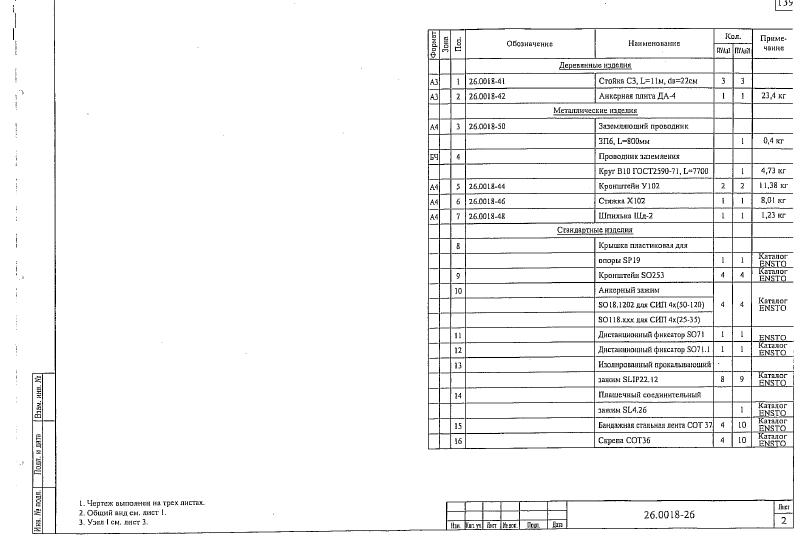 139
Формат Зона Поз. Обозначение Наименование Кол. Приме-
чание
Деревянные изделия
А3 1 26.0018-41 Стойка С3, L=11м, dв=22см 3 3
А3 2 26.0018-42 Анкерная плита ДА-4 1 1 23,4 кг
Металлические изделия
А4 3 26.0018-50 Заземляющий проводник
ЗП6, L=800мм 1 0,4 кг
БЧ 4 Проводник заземления
Круг В10 ГОСТ2590-71, L=7700 1 4,73 кг
А4 5 26.0018-44 Кронштейн У102 2 2 11,38 кг
А4 6 26.0018-46 Стяжка Х102 1 1 8,01 кг
А4 7 26.0018-48 Шпилька Шд-2 1 1 1,23 кг
Стандартные изделия
8 Крышка пластиковая для
опоры SP19 1 1 Каталог ENSTO
9 Кронштейн SO253 4 4 Каталог ENSTO
10 Анкерный зажим
SO18.1202 для СИП 4х(50-120) 4 4 Каталог ENSTO
SO118.xxx для СИП 4х(25-35)
11 Дистанционный фиксатор SO71 1 1 ENSTO
12 Дистанционный фиксатор SO71.1 1 1 Каталог ENSTO
13 Изолированный прокалывающий
зажим SLIP22.12 8 9 Каталог ENSTO
14 Плашечный соединительный
зажим SL4.26 1 Каталог ENSTO
15 Бандажная стальная лента СОТ 37 4 10 Каталог ENSTO
16 Скрепа СОТ36 4 10 Каталог ENSTO
Взам. инв. №
Подп. и дата
Инв. № подл.
1. Чертеж выполнен на трех листах.
2. Общий вид см. лист 1.
3. Узел I см. лист 3.
Изм. Кол. уч. Лист № док. Подп. Дата
26.0018-26
Лист
2